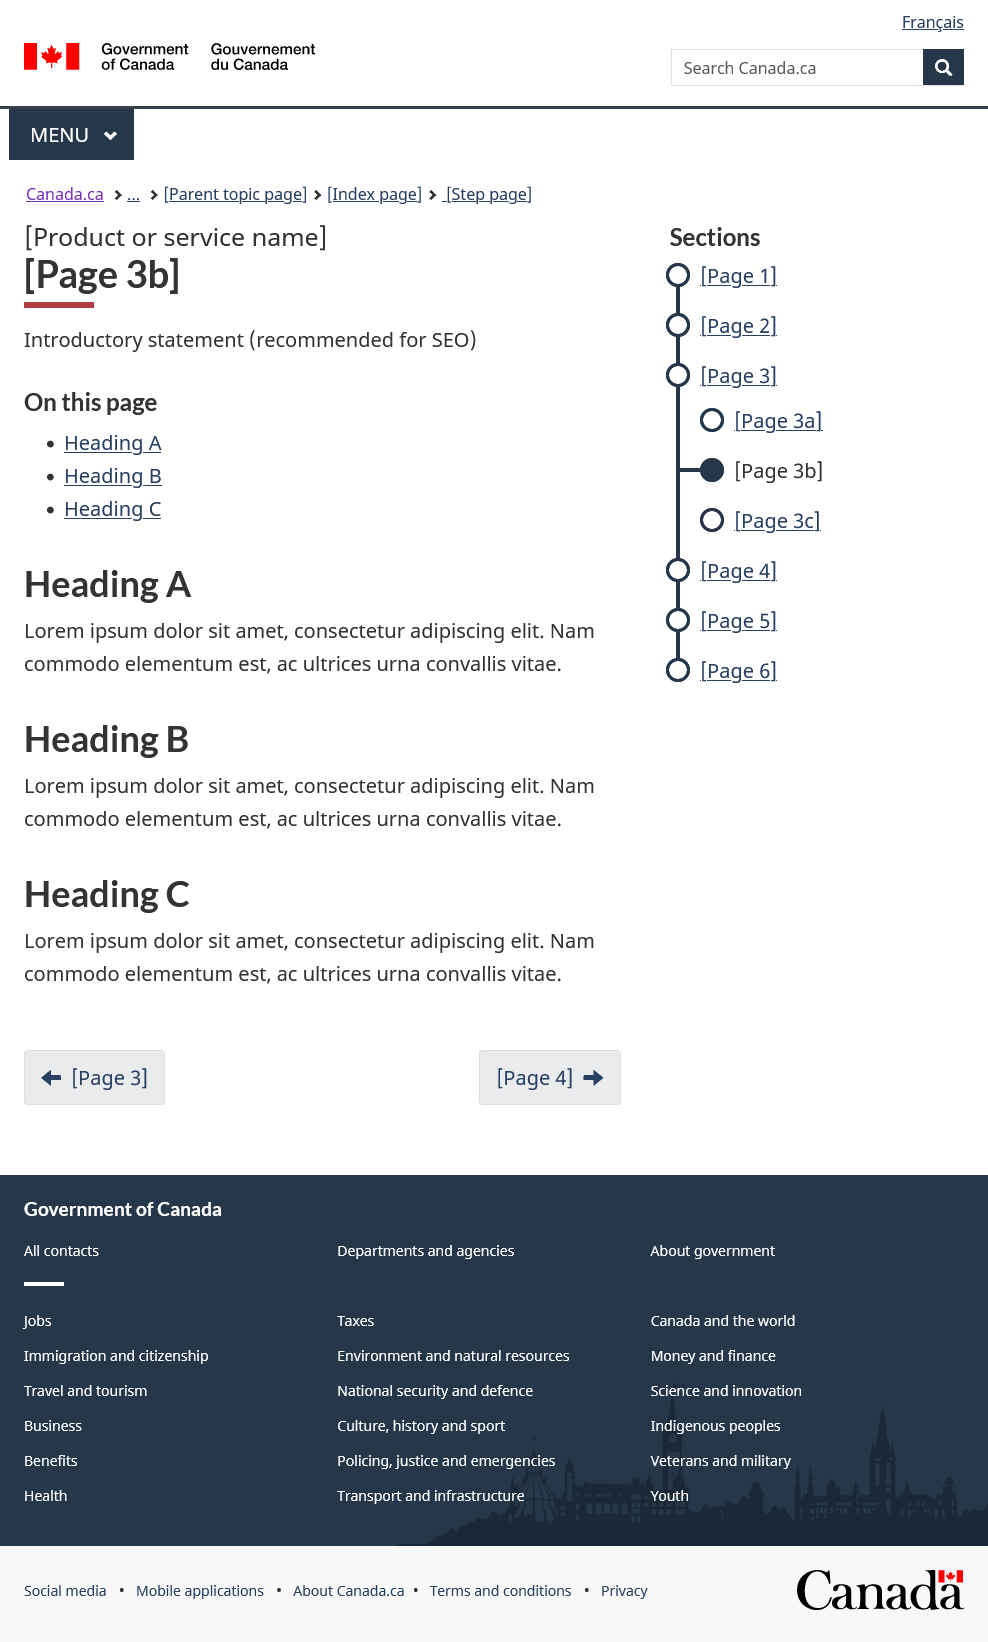 Français
Government of Canada
Gouvernement du Canada
Search Canada.ca
MENU
Canada.ca > ... > [Parent topic page] > [Index page] > [Step page]
[Product or service name]
[Page 3b]
Introductory statement (recommended for SEO)
On this page
• Heading A
• Heading B
• Heading C
Heading A
Lorem ipsum dolor sit amet, consectetur adipiscing elit. Nam
commodo elementum est, ac ultrices urna convallis vitae.
Heading B
Lorem ipsum dolor sit amet, consectetur adipiscing elit. Nam
commodo elementum est, ac ultrices urna convallis vitae.
Heading C
Lorem ipsum dolor sit amet, consectetur adipiscing elit. Nam
commodo elementum est, ac ultrices urna convallis vitae.
[Page 3]
[Page 4]
Sections
[Page 1]
[Page 2]
[Page 3]
[Page 3a]
[Page 3b]
[Page 3c]
[Page 4]
[Page 5]
[Page 6]
Government of Canada
All contacts
Departments and agencies
About government
Jobs
Taxes
Canada and the world
Immigration and citizenship
Environment and natural resources
Money and finance
Travel and tourism
National security and defence
Science and innovation
Business
Culture, history and sport
Indigenous peoples
Benefits
Policing, justice and emergencies
Veterans and military
Health
Transport and infrastructure
Youth
Social media • Mobile applications • About Canada.ca • Terms and conditions • Privacy
Canada